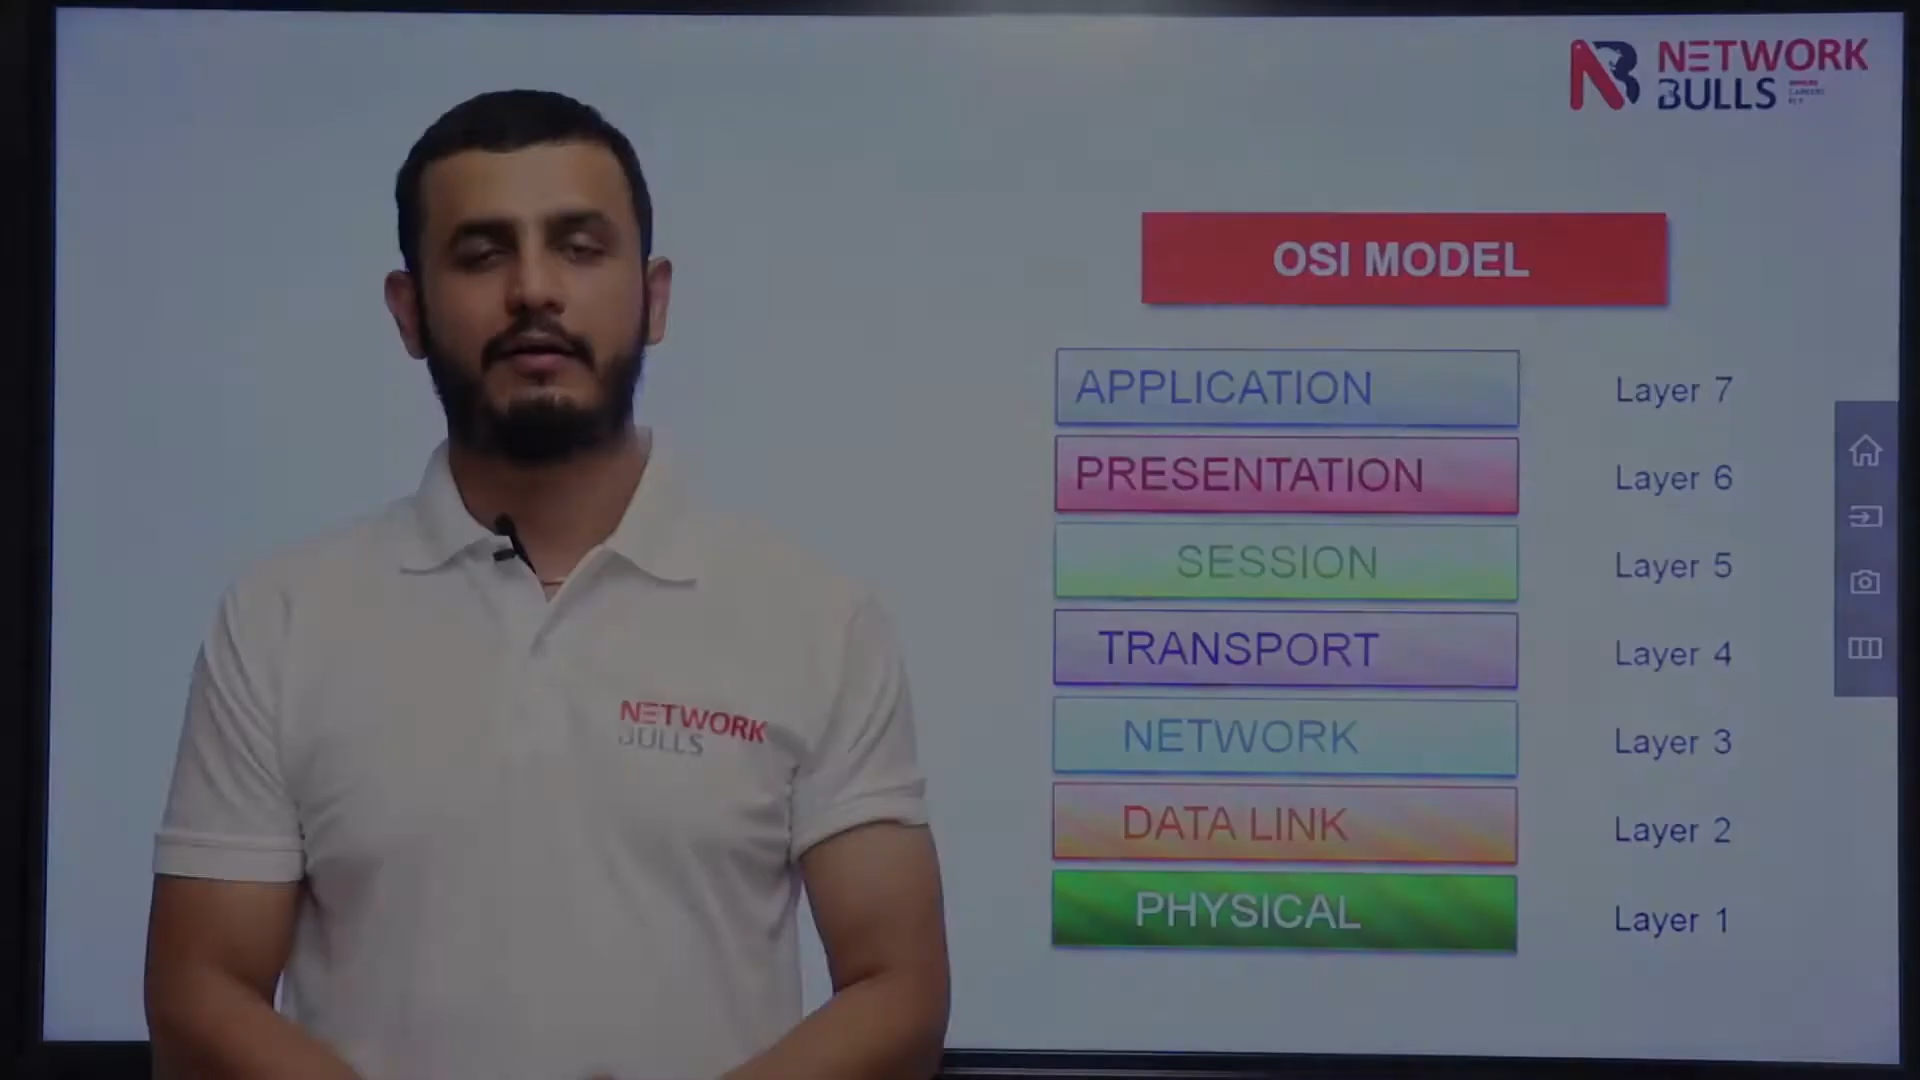 NETWORK
BULLS
OSI MODEL
APPLICATION Layer 7
PRESENTATION Layer 6
SESSION Layer 5
TRANSPORT Layer 4
NETWORK Layer 3
DATA LINK Layer 2
PHYSICAL Layer 1
NETWORK
BULLS